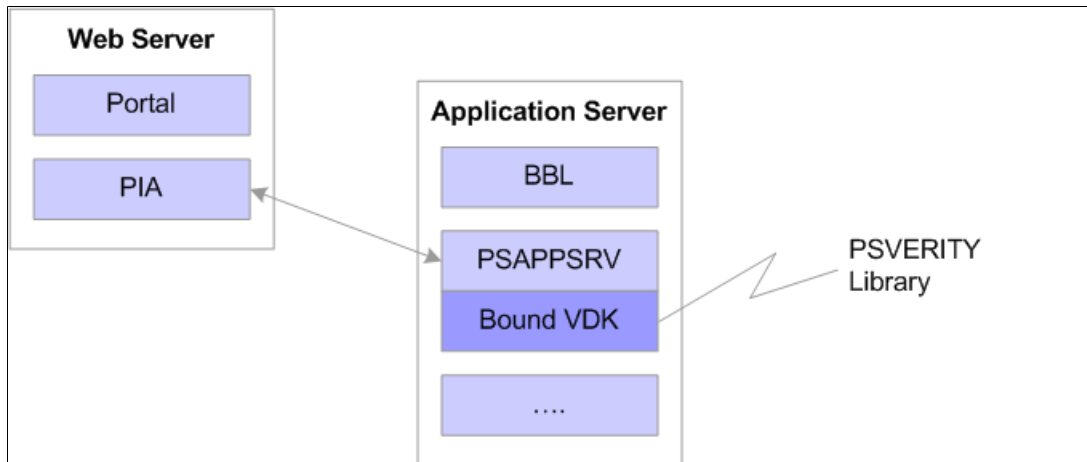 Web Server
Portal
PIA
Application Server
BBL
PSAPPSRV
Bound VDK
....
PSVERITY
Library